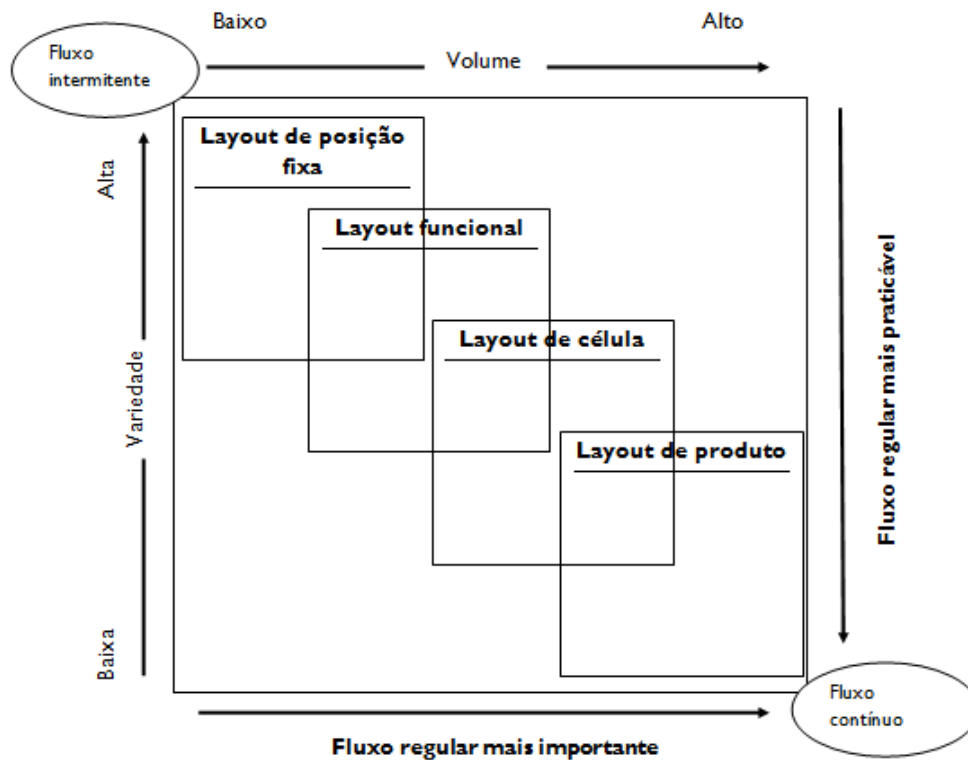 Baixo
Alto
Fluxo
intermitente
Volume
Layout de posição
fixa
Alta
Layout funcional
Variedade
Layout de célula
Fluxo regular mais praticável
Layout de produto
Baixa
Fluxo
contínuo
Fluxo regular mais importante